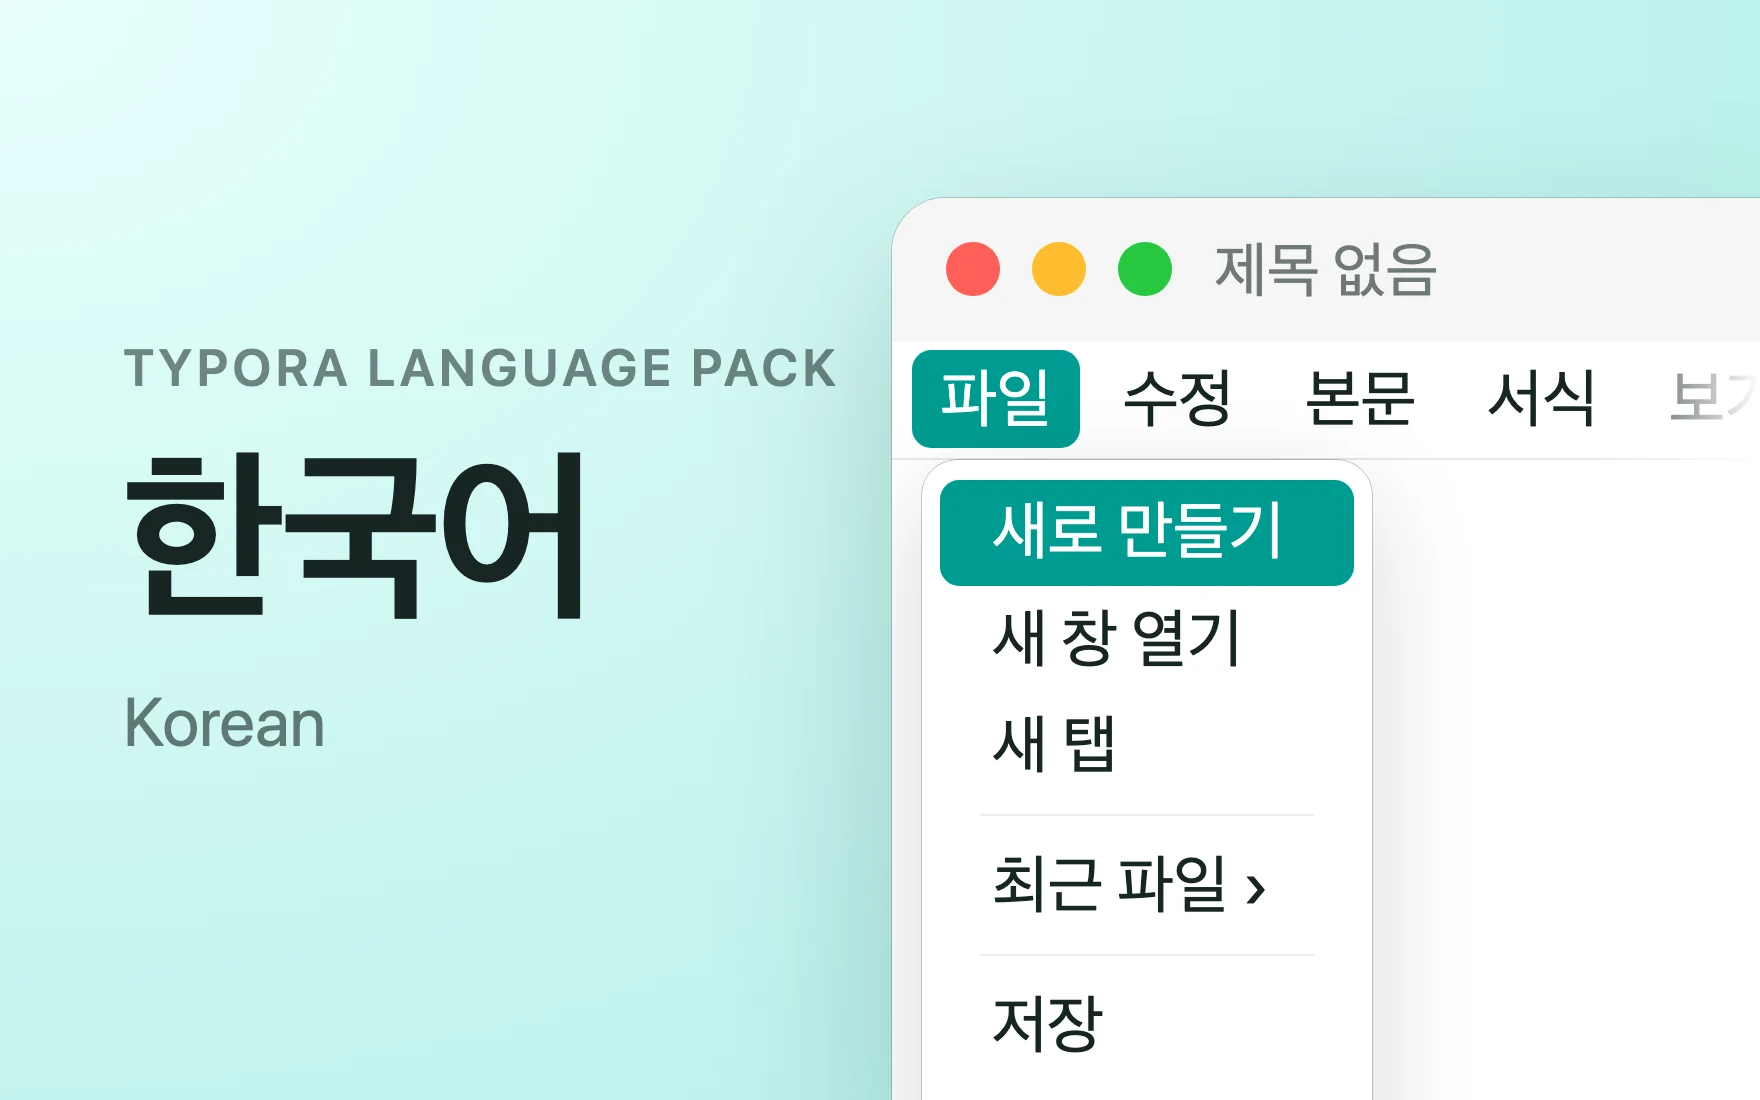 TYPORA LANGUAGE PACK
한국어
Korean
제목 없음
파일 수정 본문 서식
새로 만들기
새 창 열기
새 탭
최근 파일 ›
저장